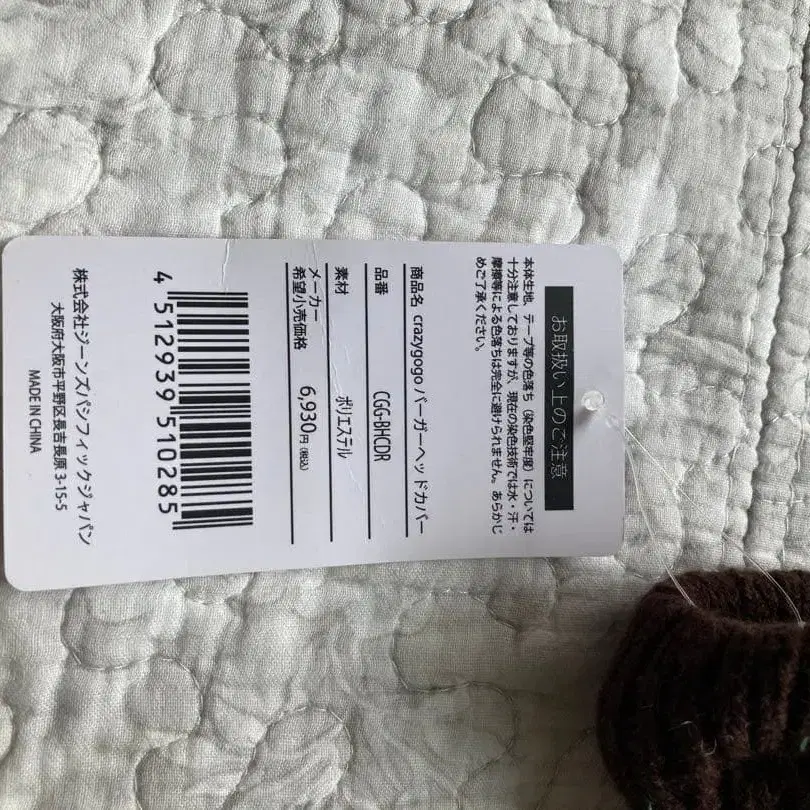 お取扱い上のご注意
本体生地、テープ等の色落ち（染色堅牢度）については
十分注意しておりますが、現在の染色技術では水・汗・
摩擦等による色落ちは完全に避けられません。あらかじ
めご了承ください。
商品名 crazygogo バーガーヘッドカバー
品番 CGG-BHCDR
素材 ポリエステル
メーカー
希望小売価格 6,930円(税込)
4 512939 510285
株式会社ジーンズパシフィックジャパン
大阪府大阪市平野区長吉長原 3-15-5
MADE IN CHINA